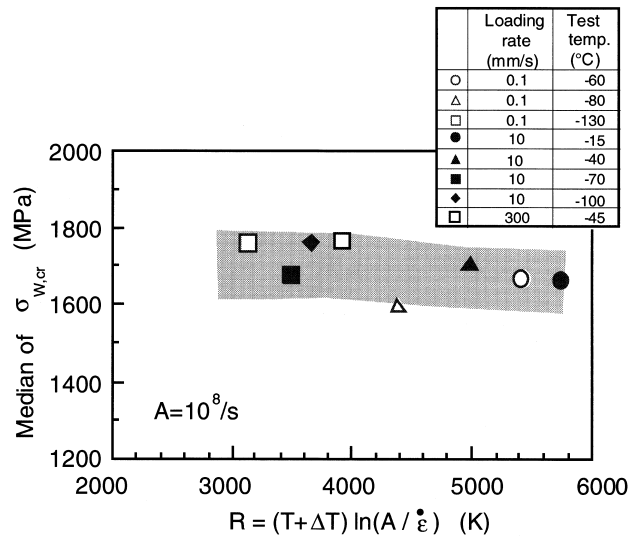 Loading rate (mm/s) Test temp. (°C)
○ 0.1 -60
△ 0.1 -80
□ 0.1 -130
● 10 -15
▲ 10 -40
■ 10 -70
◆ 10 -100
□ 300 -45
2000
1800
1600
1400
1200
Median of σW,cr (MPa)
A=10⁸/s
2000 3000 4000 5000 6000
R = (T+ΔT) ln(A / ε̇) (K)